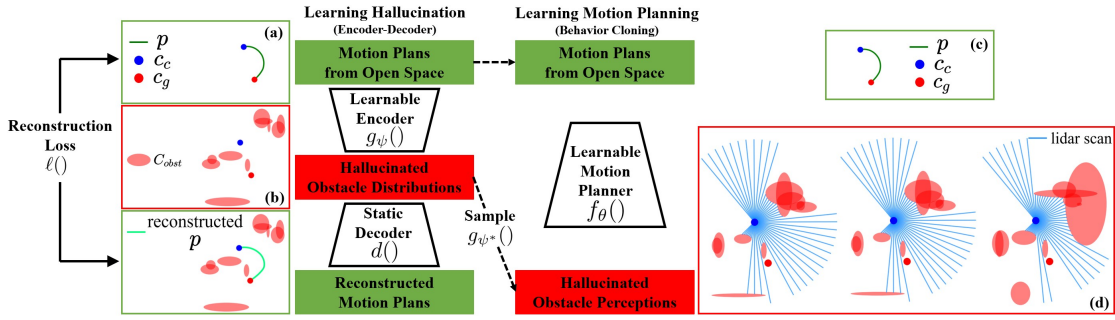 Reconstruction
Loss
ℓ()
(a)
p
c_c
c_g
C_obst
(b)
reconstructed
p
Learning Hallucination
(Encoder-Decoder)
Motion Plans
from Open Space
Learnable
Encoder
g_ψ()
Hallucinated
Obstacle Distributions
Static
Decoder
d()
Reconstructed
Motion Plans
Sample
g_ψ*()
Learning Motion Planning
(Behavior Cloning)
Motion Plans
from Open Space
Learnable
Motion
Planner
f_θ()
Hallucinated
Obstacle Perceptions
p
(c)
c_c
c_g
lidar scan
(d)